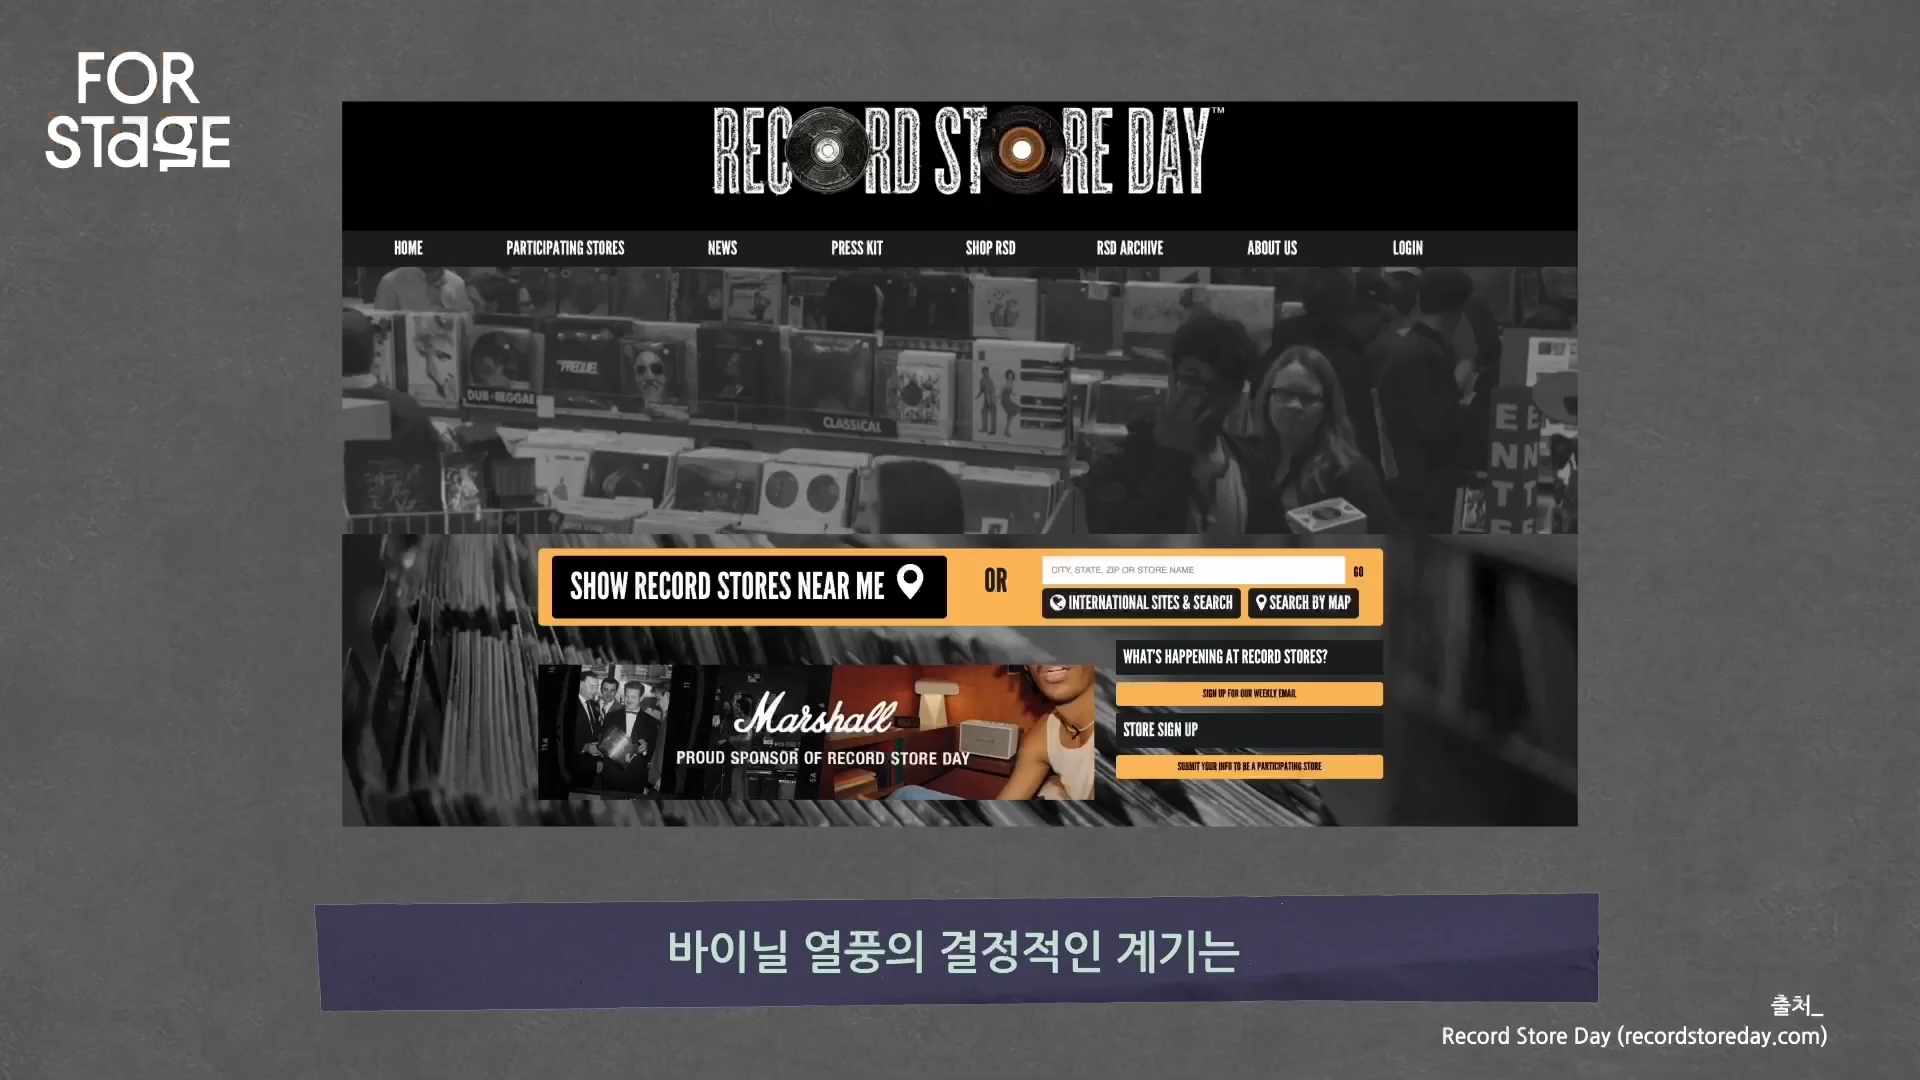 FOR
STagE
RECORD STORE DAY™
HOME PARTICIPATING STORES NEWS PRESS KIT SHOP RSD RSD ARCHIVE ABOUT US LOGIN
"PREQUEL
DUB-REGGAE
CLASSICAL
SHOW RECORD STORES NEAR ME OR
CITY, STATE, ZIP OR STORE NAME GO
INTERNATIONAL SITES & SEARCH SEARCH BY MAP
WHAT'S HAPPENING AT RECORD STORES?
SIGN UP FOR OUR WEEKLY EMAIL
STORE SIGN UP
SUBMIT YOUR INFO TO BE A PARTICIPATING STORE
Marshall
PROUD SPONSOR OF RECORD STORE DAY
바이닐 열풍의 결정적인 계기는
출처_
Record Store Day (recordstoreday.com)